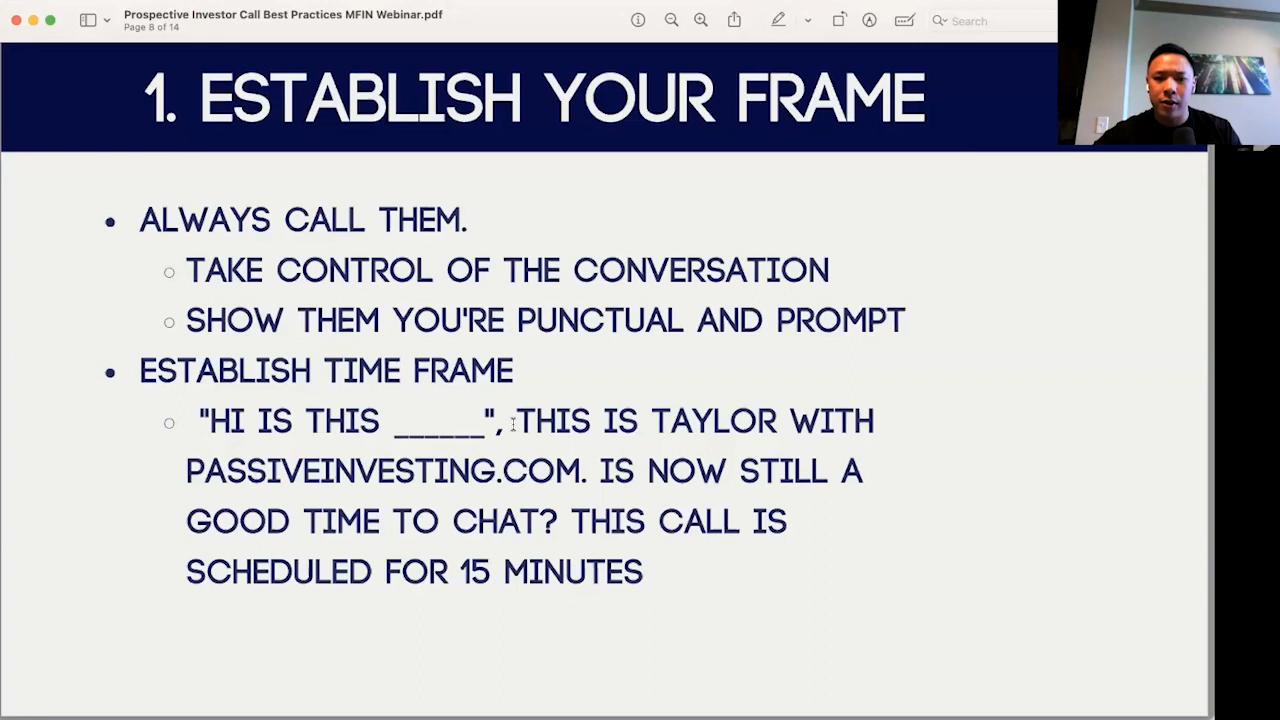 Prospective Investor Call Best Practices MFIN Webinar.pdf
Page 8 of 14
Search
1. ESTABLISH YOUR FRAME
• ALWAYS CALL THEM.
○ TAKE CONTROL OF THE CONVERSATION
○ SHOW THEM YOU'RE PUNCTUAL AND PROMPT
• ESTABLISH TIME FRAME
○ "HI IS THIS ______", THIS IS TAYLOR WITH
PASSIVEINVESTING.COM. IS NOW STILL A
GOOD TIME TO CHAT? THIS CALL IS
SCHEDULED FOR 15 MINUTES